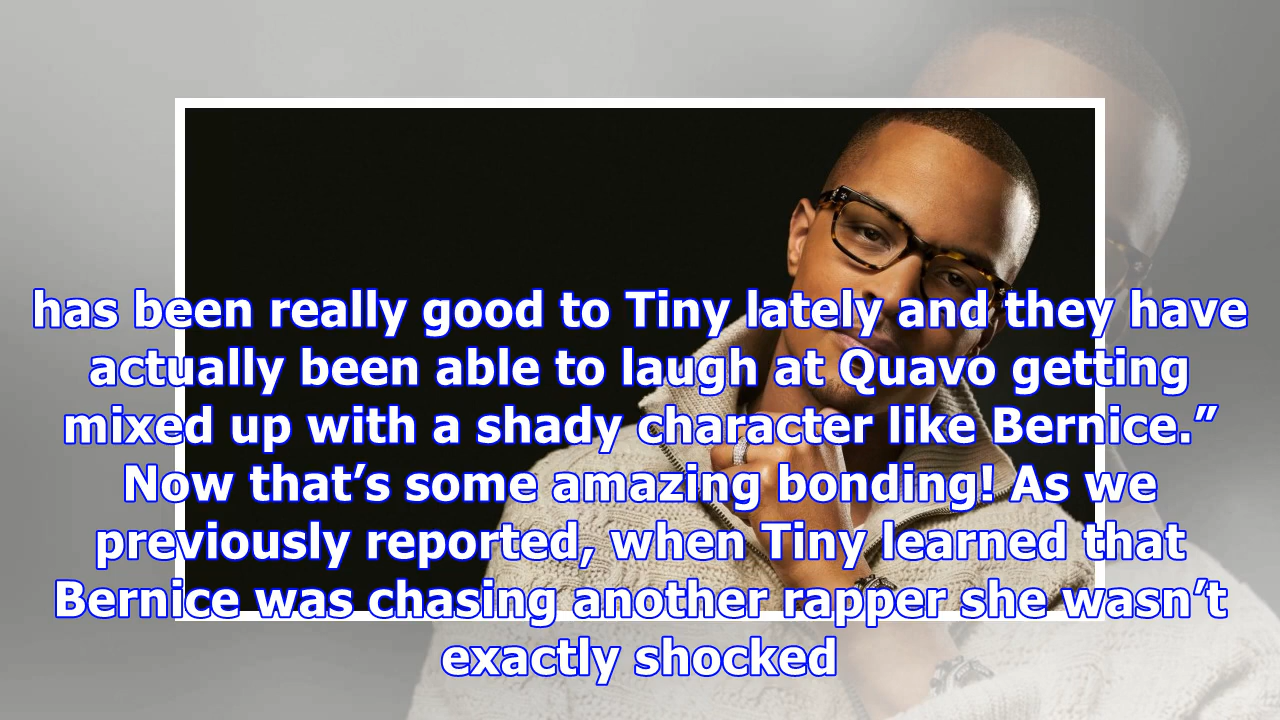 has been really good to Tiny lately and they have
actually been able to laugh at Quavo getting
mixed up with a shady character like Bernice.”
Now that’s some amazing bonding! As we
previously reported, when Tiny learned that
Bernice was chasing another rapper she wasn’t
exactly shocked